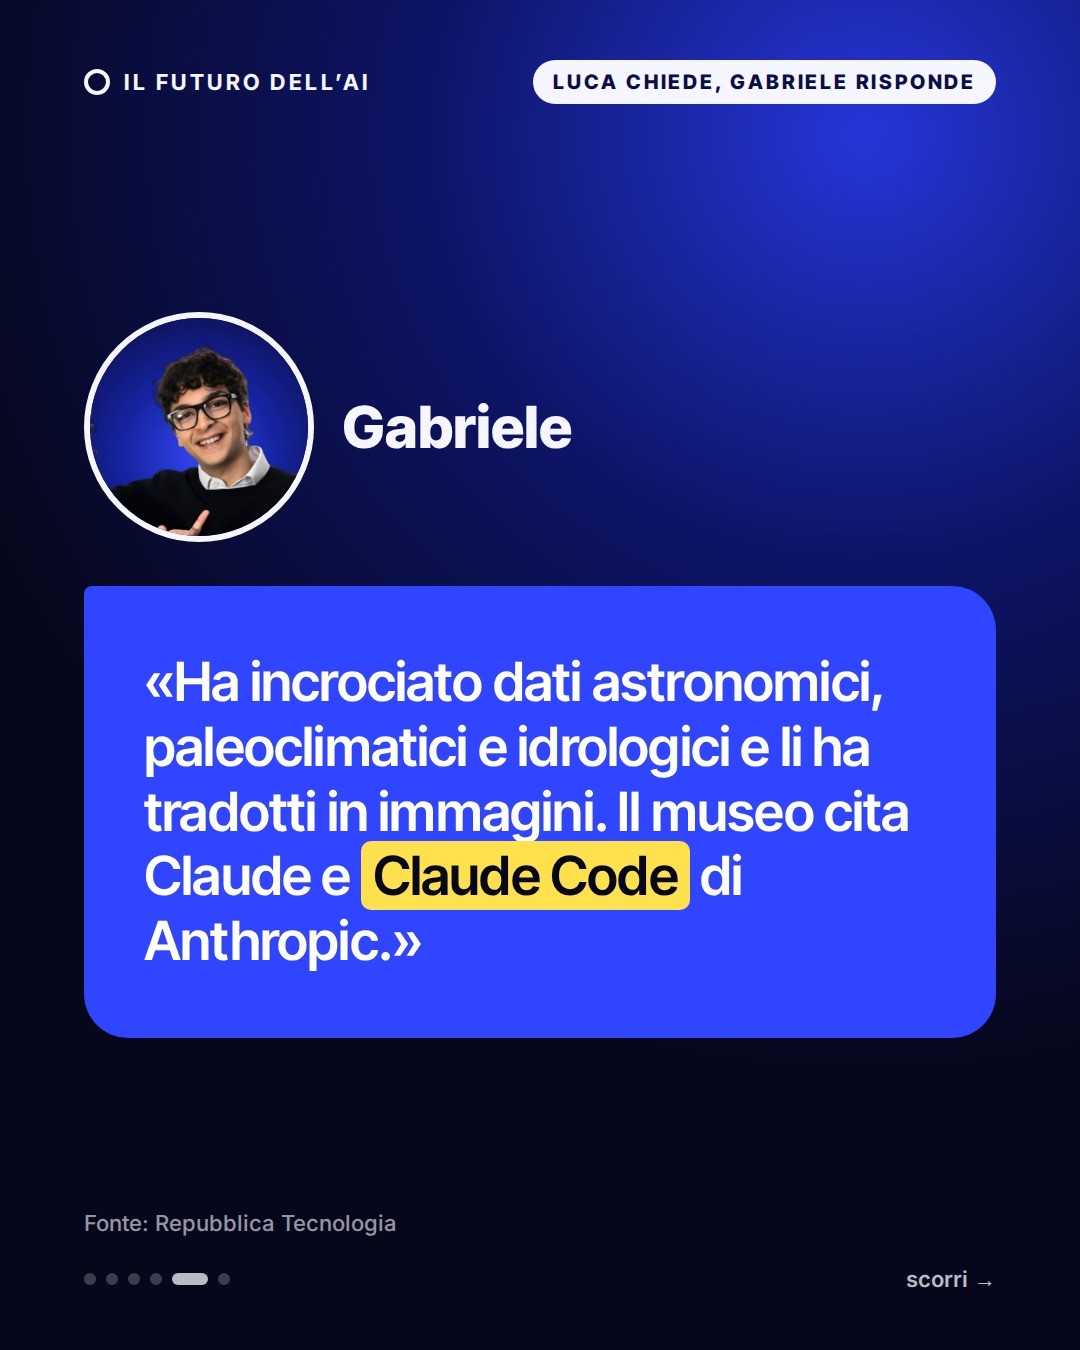 IL FUTURO DELL’AI
LUCA CHIEDE, GABRIELE RISPONDE
Gabriele
«Ha incrociato dati astronomici,
paleoclimatici e idrologici e li ha
tradotti in immagini. Il museo cita
Claude e Claude Code di
Anthropic.»
Fonte: Repubblica Tecnologia
scorri →